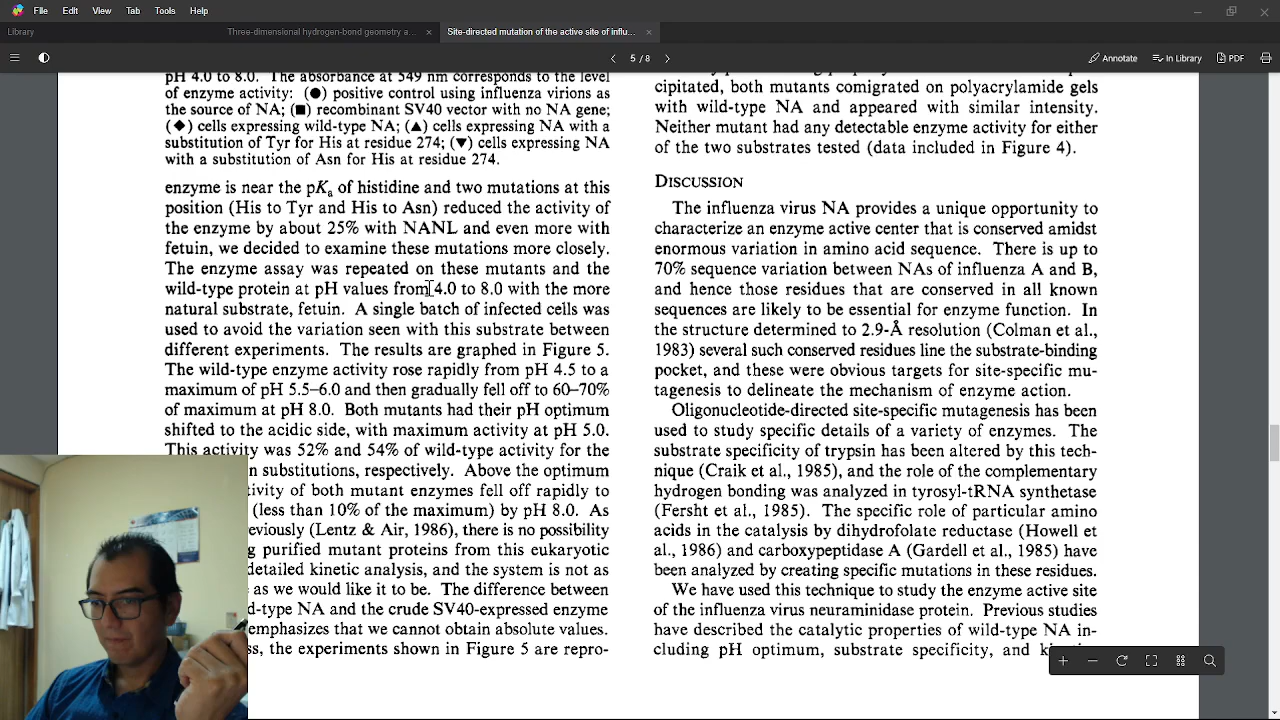 File Edit View Tab Tools Help
Library Three-dimensional hydrogen-bond geometry a... × Site-directed mutation of the active site of influ... ×
5 / 8 Annotate In Library PDF
pH 4.0 to 8.0. The absorbance at 549 nm corresponds to the level
of enzyme activity: (●) positive control using influenza virions as
the source of NA; (■) recombinant SV40 vector with no NA gene;
(◆) cells expressing wild-type NA; (▲) cells expressing NA with a
substitution of Tyr for His at residue 274; (▼) cells expressing NA
with a substitution of Asn for His at residue 274.
enzyme is near the pKa of histidine and two mutations at this
position (His to Tyr and His to Asn) reduced the activity of
the enzyme by about 25% with NANL and even more with
fetuin, we decided to examine these mutations more closely.
The enzyme assay was repeated on these mutants and the
wild-type protein at pH values from 4.0 to 8.0 with the more
natural substrate, fetuin. A single batch of infected cells was
used to avoid the variation seen with this substrate between
different experiments. The results are graphed in Figure 5.
The wild-type enzyme activity rose rapidly from pH 4.5 to a
maximum of pH 5.5–6.0 and then gradually fell off to 60–70%
of maximum at pH 8.0. Both mutants had their pH optimum
shifted to the acidic side, with maximum activity at pH 5.0.
This activity was 52% and 54% of wild-type activity for the
n substitutions, respectively. Above the optimum
ivity of both mutant enzymes fell off rapidly to
(less than 10% of the maximum) by pH 8.0. As
eviously (Lentz & Air, 1986), there is no possibility
g purified mutant proteins from this eukaryotic
detailed kinetic analysis, and the system is not as
as we would like it to be. The difference between
d-type NA and the crude SV40-expressed enzyme
emphasizes that we cannot obtain absolute values.
ss, the experiments shown in Figure 5 are repro-
cipitated, both mutants comigrated on polyacrylamide gels
with wild-type NA and appeared with similar intensity.
Neither mutant had any detectable enzyme activity for either
of the two substrates tested (data included in Figure 4).
DISCUSSION
The influenza virus NA provides a unique opportunity to
characterize an enzyme active center that is conserved amidst
enormous variation in amino acid sequence. There is up to
70% sequence variation between NAs of influenza A and B,
and hence those residues that are conserved in all known
sequences are likely to be essential for enzyme function. In
the structure determined to 2.9-Å resolution (Colman et al.,
1983) several such conserved residues line the substrate-binding
pocket, and these were obvious targets for site-specific mu-
tagenesis to delineate the mechanism of enzyme action.
Oligonucleotide-directed site-specific mutagenesis has been
used to study specific details of a variety of enzymes. The
substrate specificity of trypsin has been altered by this tech-
nique (Craik et al., 1985), and the role of the complementary
hydrogen bonding was analyzed in tyrosyl-tRNA synthetase
(Fersht et al., 1985). The specific role of particular amino
acids in the catalysis by dihydrofolate reductase (Howell et
al., 1986) and carboxypeptidase A (Gardell et al., 1985) have
been analyzed by creating specific mutations in these residues.
We have used this technique to study the enzyme active site
of the influenza virus neuraminidase protein. Previous studies
have described the catalytic properties of wild-type NA in-
cluding pH optimum, substrate specificity, and